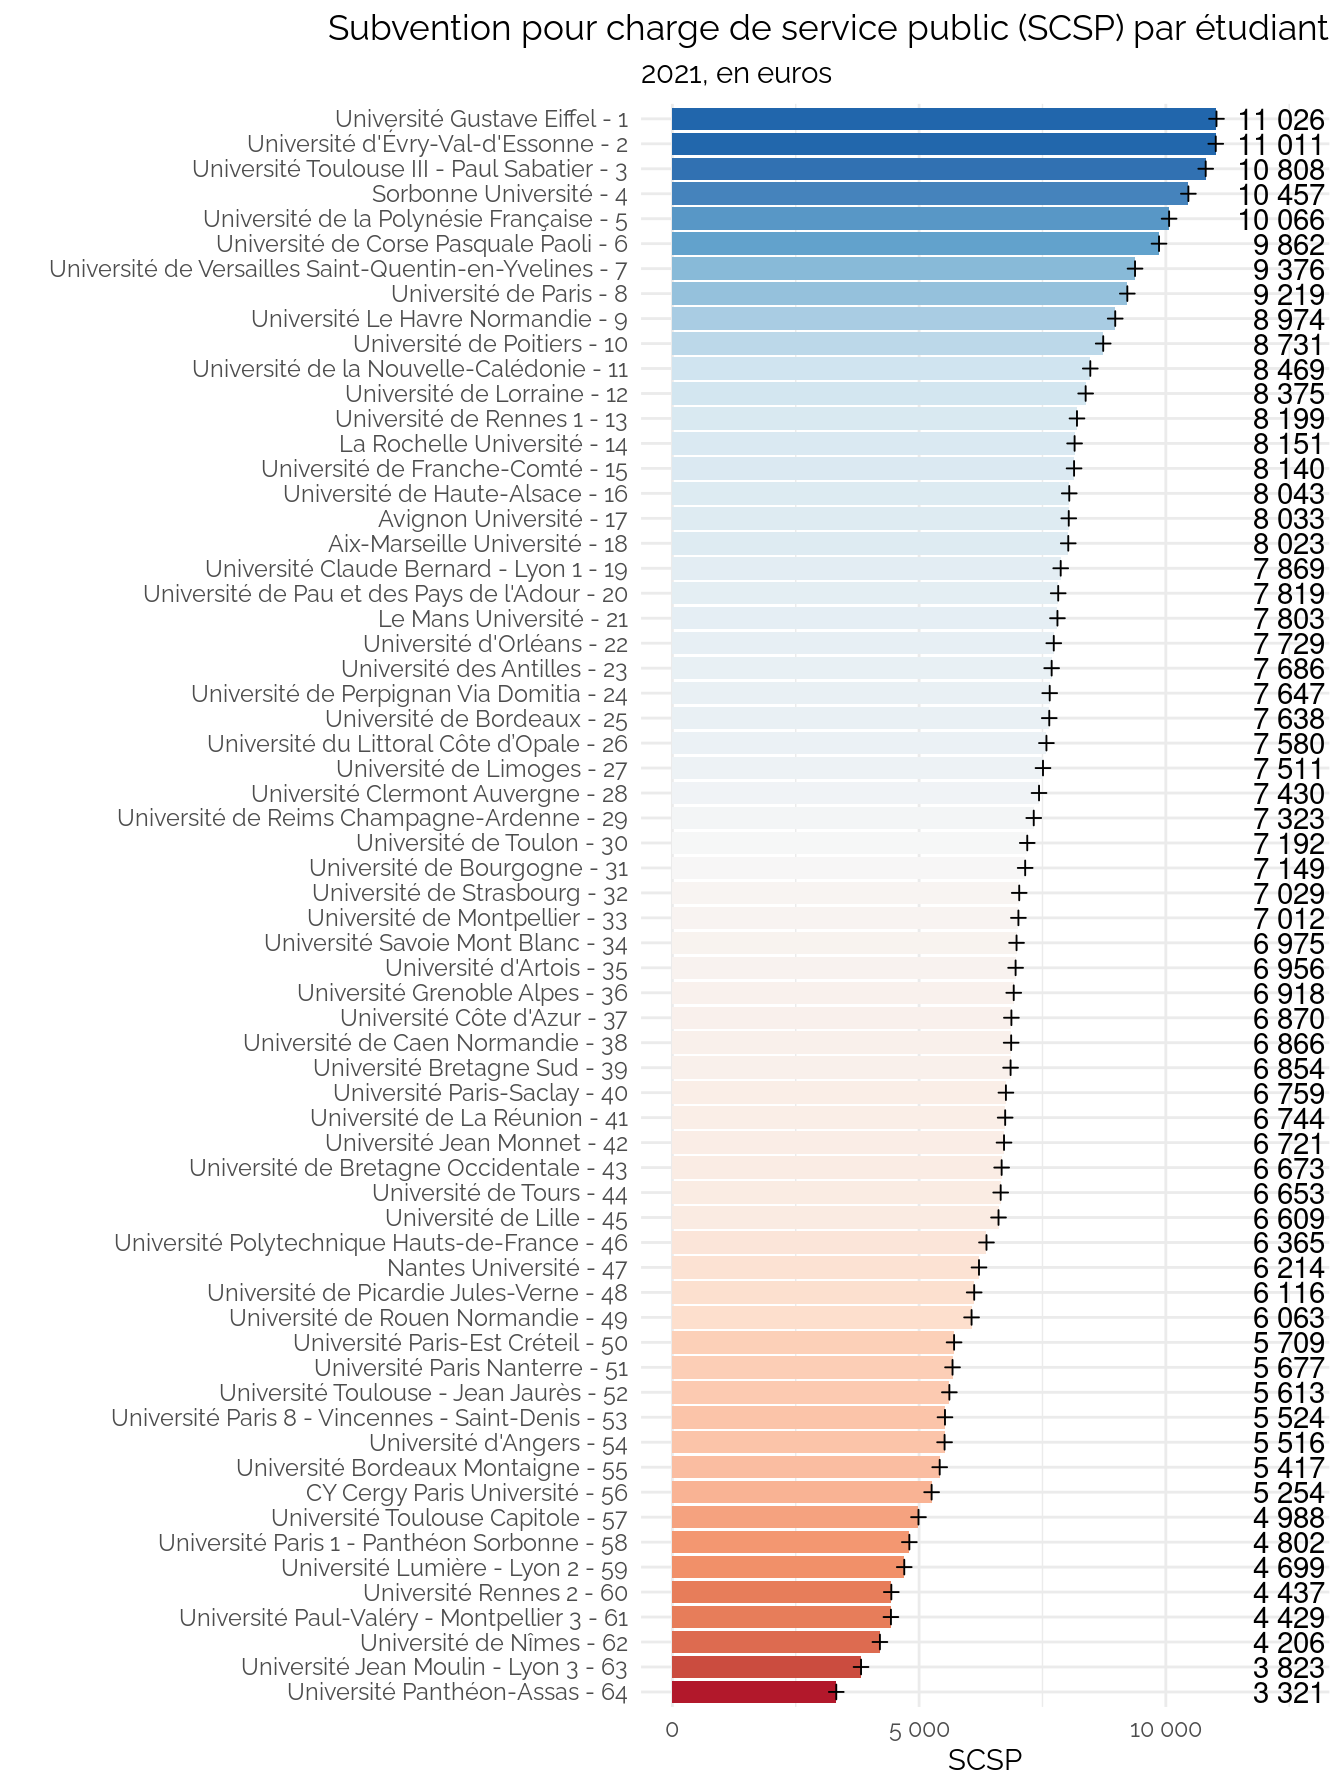 Subvention pour charge de service public (SCSP) par étudiant
2021, en euros
Université Gustave Eiffel - 1 11 026
Université d'Évry-Val-d'Essonne - 2 11 011
Université Toulouse III - Paul Sabatier - 3 10 808
Sorbonne Université - 4 10 457
Université de la Polynésie Française - 5 10 066
Université de Corse Pasquale Paoli - 6 9 862
Université de Versailles Saint-Quentin-en-Yvelines - 7 9 376
Université de Paris - 8 9 219
Université Le Havre Normandie - 9 8 974
Université de Poitiers - 10 8 731
Université de la Nouvelle-Calédonie - 11 8 469
Université de Lorraine - 12 8 375
Université de Rennes 1 - 13 8 199
La Rochelle Université - 14 8 151
Université de Franche-Comté - 15 8 140
Université de Haute-Alsace - 16 8 043
Avignon Université - 17 8 033
Aix-Marseille Université - 18 8 023
Université Claude Bernard - Lyon 1 - 19 7 869
Université de Pau et des Pays de l'Adour - 20 7 819
Le Mans Université - 21 7 803
Université d'Orléans - 22 7 729
Université des Antilles - 23 7 686
Université de Perpignan Via Domitia - 24 7 647
Université de Bordeaux - 25 7 638
Université du Littoral Côte d’Opale - 26 7 580
Université de Limoges - 27 7 511
Université Clermont Auvergne - 28 7 430
Université de Reims Champagne-Ardenne - 29 7 323
Université de Toulon - 30 7 192
Université de Bourgogne - 31 7 149
Université de Strasbourg - 32 7 029
Université de Montpellier - 33 7 012
Université Savoie Mont Blanc - 34 6 975
Université d'Artois - 35 6 956
Université Grenoble Alpes - 36 6 918
Université Côte d'Azur - 37 6 870
Université de Caen Normandie - 38 6 866
Université Bretagne Sud - 39 6 854
Université Paris-Saclay - 40 6 759
Université de La Réunion - 41 6 744
Université Jean Monnet - 42 6 721
Université de Bretagne Occidentale - 43 6 673
Université de Tours - 44 6 653
Université de Lille - 45 6 609
Université Polytechnique Hauts-de-France - 46 6 365
Nantes Université - 47 6 214
Université de Picardie Jules-Verne - 48 6 116
Université de Rouen Normandie - 49 6 063
Université Paris-Est Créteil - 50 5 709
Université Paris Nanterre - 51 5 677
Université Toulouse - Jean Jaurès - 52 5 613
Université Paris 8 - Vincennes - Saint-Denis - 53 5 524
Université d'Angers - 54 5 516
Université Bordeaux Montaigne - 55 5 417
CY Cergy Paris Université - 56 5 254
Université Toulouse Capitole - 57 4 988
Université Paris 1 - Panthéon Sorbonne - 58 4 802
Université Lumière - Lyon 2 - 59 4 699
Université Rennes 2 - 60 4 437
Université Paul-Valéry - Montpellier 3 - 61 4 429
Université de Nîmes - 62 4 206
Université Jean Moulin - Lyon 3 - 63 3 823
Université Panthéon-Assas - 64 3 321
0 5 000 10 000
SCSP